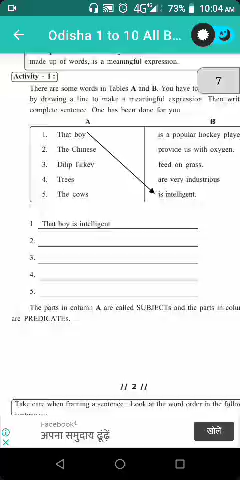 10:04AM
4G 73%
Odisha 1 to 10 All B...
made up of words, is a meaningful expression.
7
Activity - 1 :
There are some words in Tables A and B. You have to
by drawing a line to make a meaningful expression. Then writ
complete sentence. One has been done for you.
A B
1. That boy is a popular hockey playe
2. The Chinese provide us with oxygen.
3. Dilip Tirkey feed on grass.
4. Trees are very industrious
5. The cows is intelligent.
1. That boy is intelligent
2.
3.
4.
5.
The parts in column A are called SUBJECTS and the parts in colu
are PREDICATES.
// 2 //
Take care when framing a sentence. Look at the word order in the follo
Facebook
अपना समुदाय ढूंढ़ें
खोलें